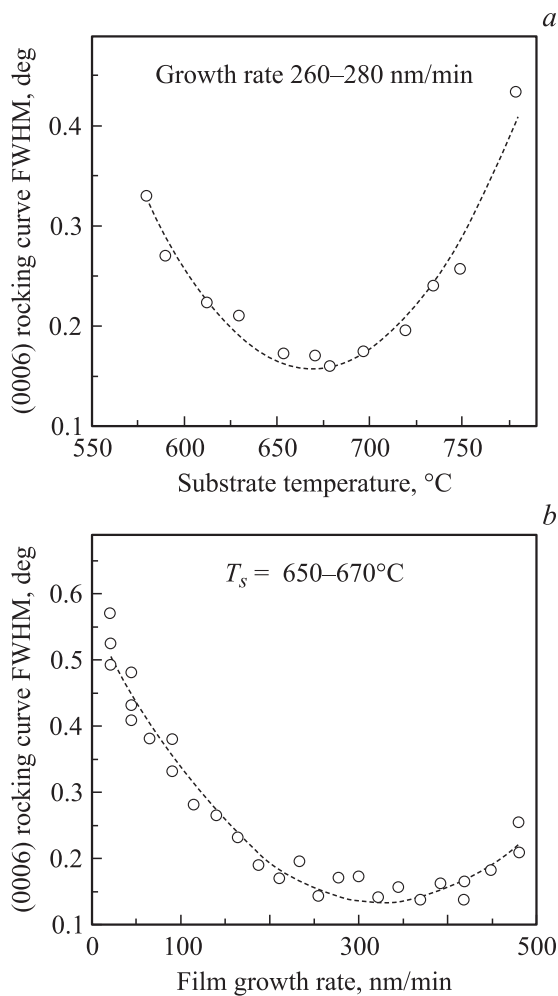 a
Growth rate 260–280 nm/min
(0006) rocking curve FWHM, deg
0.4
0.3
0.2
0.1
550 600 650 700 750
Substrate temperature, °C
b
T_s = 650–670°C
(0006) rocking curve FWHM, deg
0.6
0.5
0.4
0.3
0.2
0.1
0 100 300 500
Film growth rate, nm/min